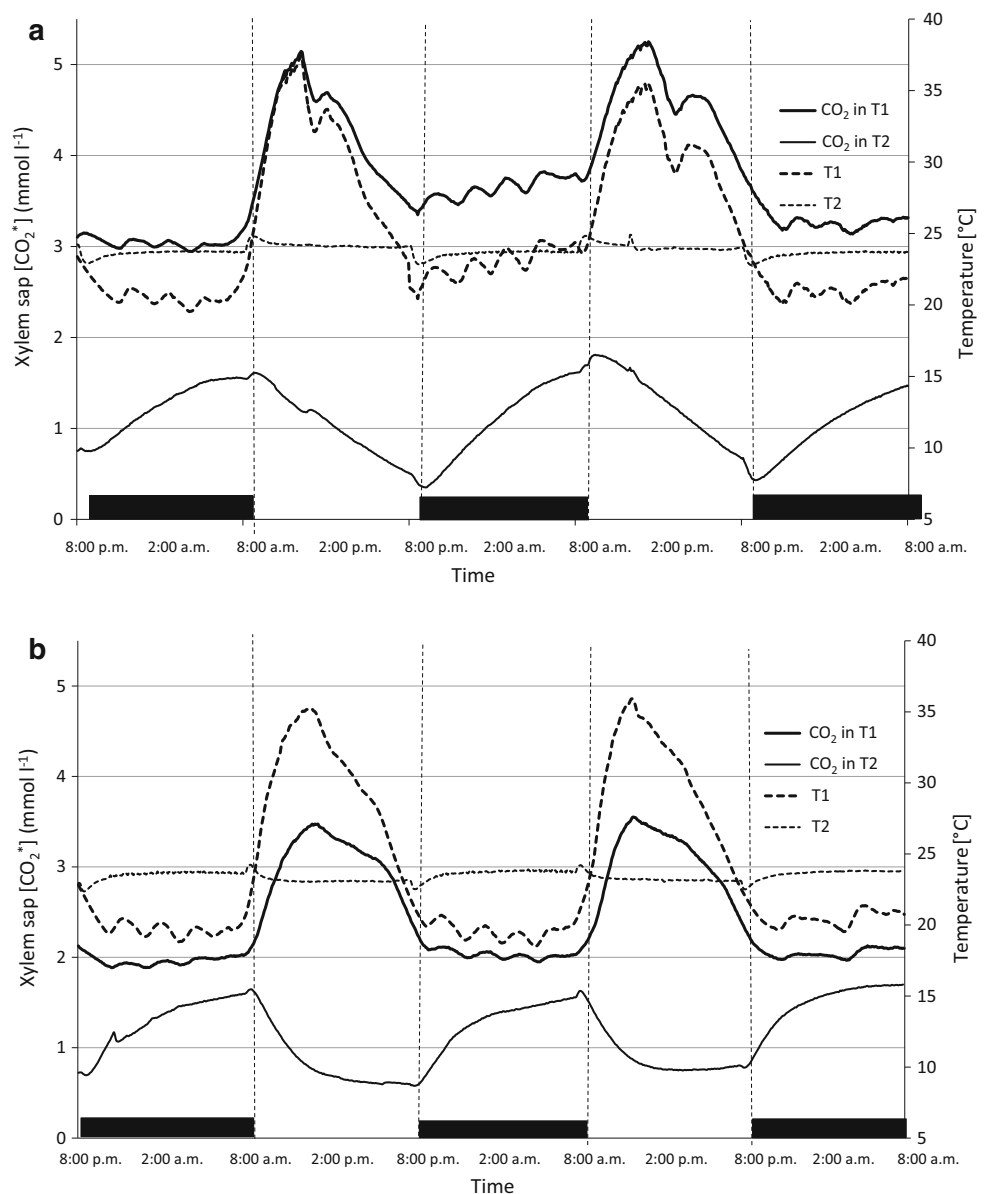 a
Xylem sap [CO₂*] (mmol l⁻¹)
5
4
3
2
1
0
40
35
30
25
20
15
10
5
Temperature [°C]
CO₂ in T1
CO₂ in T2
T1
T2
8:00 p.m. 2:00 a.m. 8:00 a.m. 2:00 p.m. 8:00 p.m. 2:00 a.m. 8:00 a.m. 2:00 p.m. 8:00 p.m. 2:00 a.m. 8:00 a.m.
Time
b
Xylem sap [CO₂*] (mmol l⁻¹)
5
4
3
2
1
0
40
35
30
25
20
15
10
5
Temperature [°C]
CO₂ in T1
CO₂ in T2
T1
T2
8:00 p.m. 2:00 a.m. 8:00 a.m. 2:00 p.m. 8:00 p.m. 2:00 a.m. 8:00 a.m. 2:00 p.m. 8:00 p.m. 2:00 a.m. 8:00 a.m.
Time